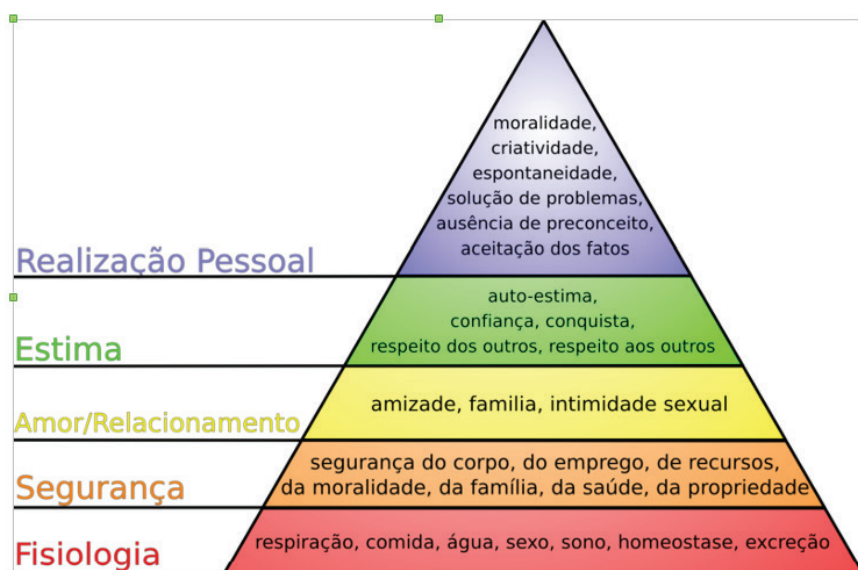 moralidade,
criatividade,
espontaneidade,
solução de problemas,
ausência de preconceito,
aceitação dos fatos
Realização Pessoal
auto-estima,
confiança, conquista,
respeito dos outros, respeito aos outros
Estima
amizade, familia, intimidade sexual
Amor/Relacionamento
segurança do corpo, do emprego, de recursos,
da moralidade, da família, da saúde, da propriedade
Segurança
respiração, comida, água, sexo, sono, homeostase, excreção
Fisiologia